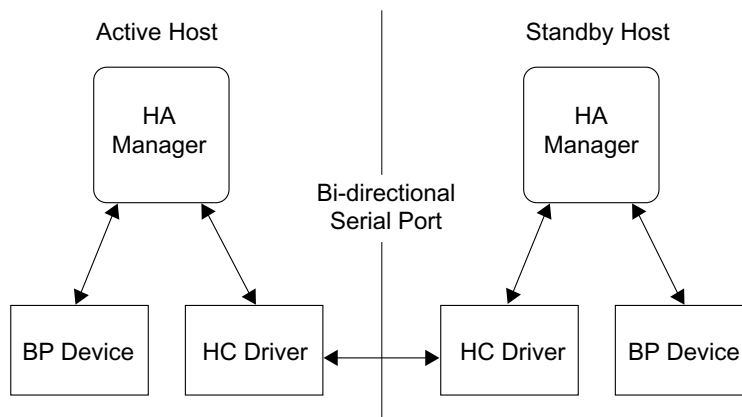 Active Host
Standby Host
HA
Manager
HA
Manager
Bi-directional
Serial Port
BP Device
HC Driver
HC Driver
BP Device